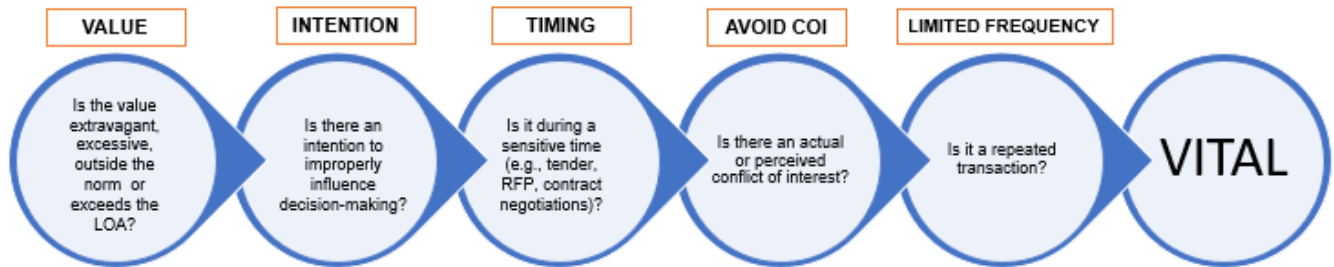 VALUE
INTENTION
TIMING
AVOID COI
LIMITED FREQUENCY
Is the value
extravagant,
excessive,
outside the
norm or
exceeds the
LOA?
Is there an
intention to
improperly
influence
decision-making?
Is it during a
sensitive time
(e.g., tender,
RFP, contract
negotiations)?
Is there an actual
or perceived
conflict of interest?
Is it a repeated
transaction?
VITAL